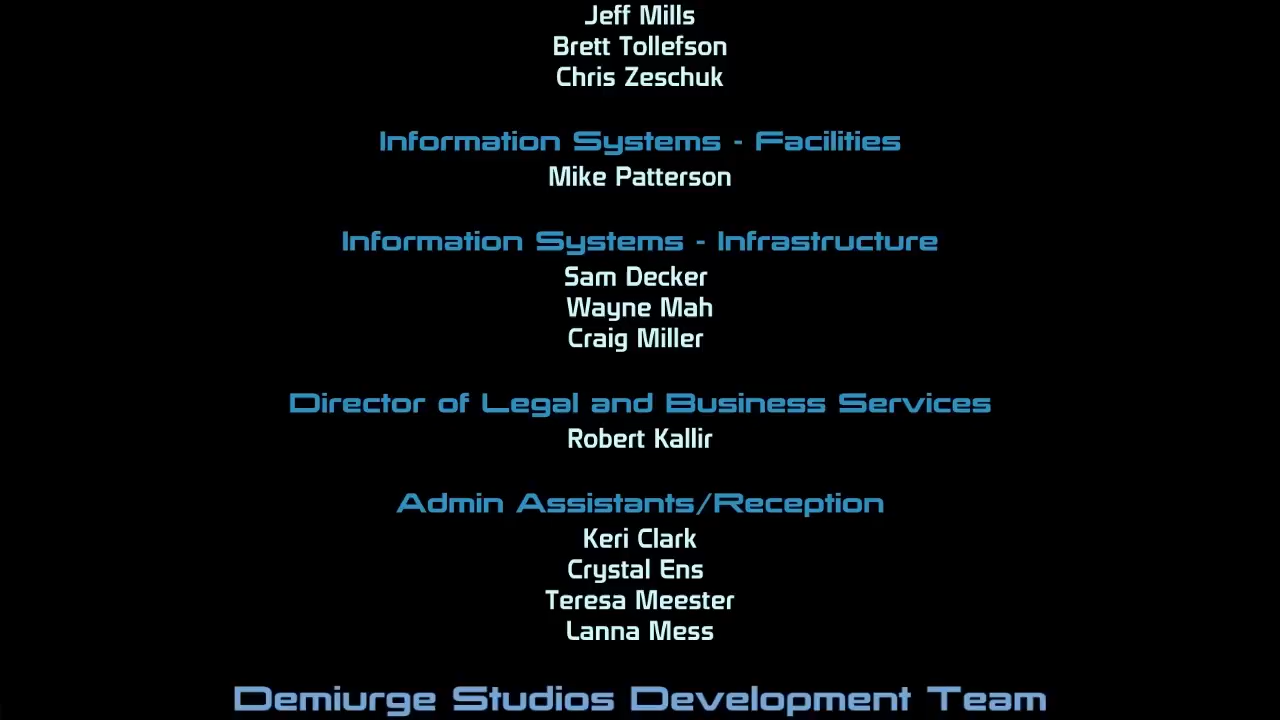 Jeff Mills
Brett Tollefson
Chris Zeschuk
Information Systems - Facilities
Mike Patterson
Information Systems - Infrastructure
Sam Decker
Wayne Mah
Craig Miller
Director of Legal and Business Services
Robert Kallir
Admin Assistants/Reception
Keri Clark
Crystal Ens
Teresa Meester
Lanna Mess
Demiurge Studios Development Team